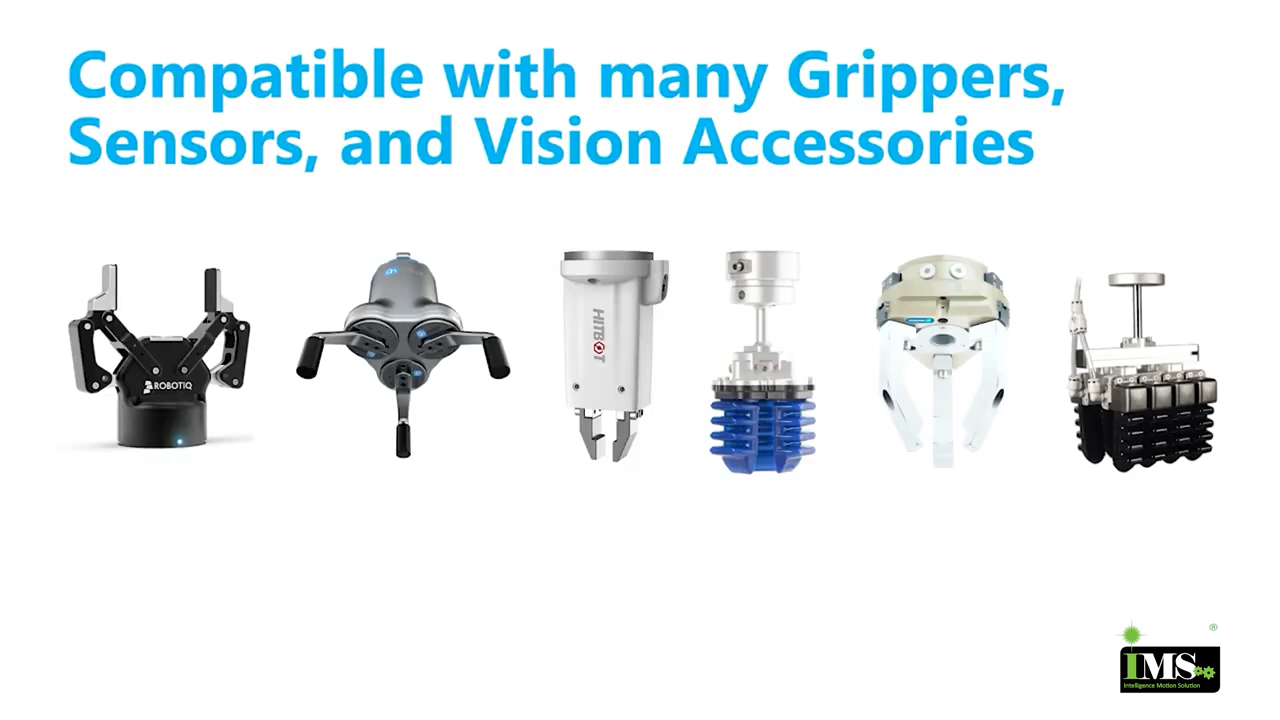 Compatible with many Grippers,
Sensors, and Vision Accessories
ROBOTIQ
HITBOT
®
IMS
Intelligence Motion Solution